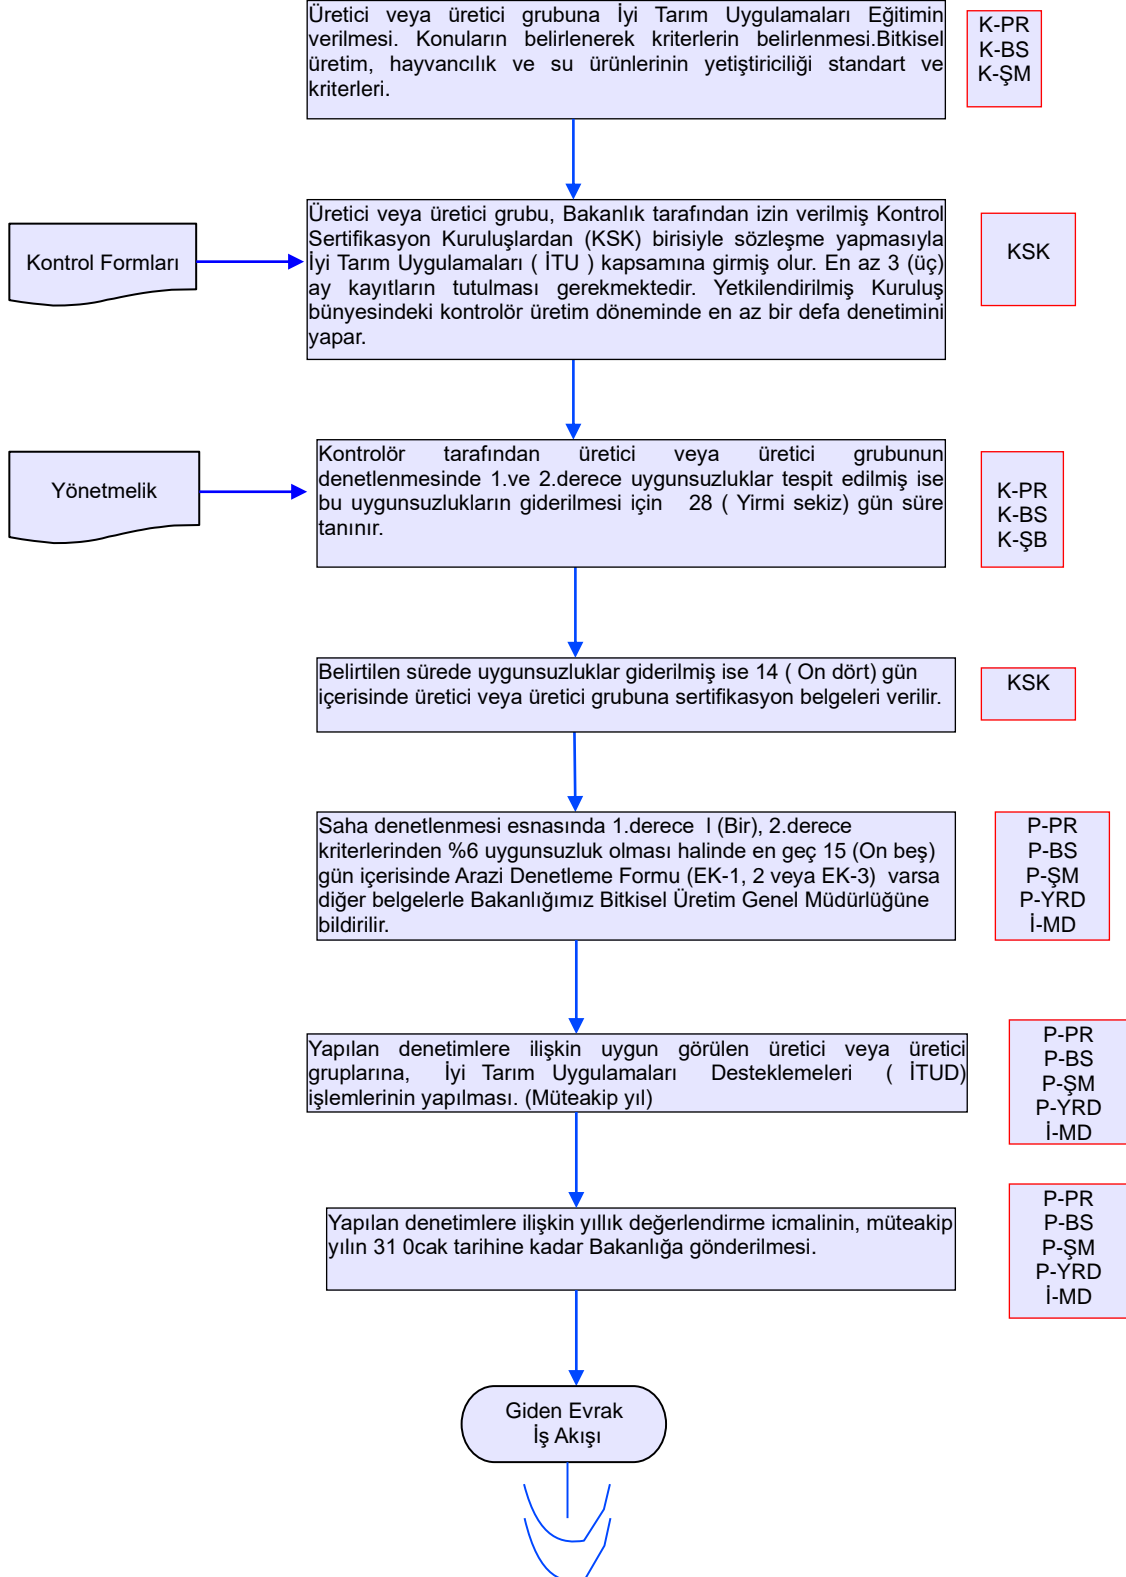 Üretici veya üretici grubuna İyi Tarım Uygulamaları Eğitimin
verilmesi. Konuların belirlenerek kriterlerin belirlenmesi.Bitkisel
üretim, hayvancılık ve su ürünlerinin yetiştiriciliği standart ve
kriterleri.
K-PR
K-BS
K-ŞM
Kontrol Formları
Üretici veya üretici grubu, Bakanlık tarafından izin verilmiş Kontrol
Sertifikasyon Kuruluşlardan (KSK) birisiyle sözleşme yapmasıyla
İyi Tarım Uygulamaları ( İTU ) kapsamına girmiş olur. En az 3 (üç)
ay kayıtların tutulması gerekmektedir. Yetkilendirilmiş Kuruluş
bünyesindeki kontrolör üretim döneminde en az bir defa denetimini
yapar.
KSK
Yönetmelik
Kontrolör tarafından üretici veya üretici grubunun
denetlenmesinde 1.ve 2.derece uygunsuzluklar tespit edilmiş ise
bu uygunsuzlukların giderilmesi için 28 ( Yirmi sekiz) gün süre
tanınır.
K-PR
K-BS
K-ŞB
Belirtilen sürede uygunsuzluklar giderilmiş ise 14 ( On dört) gün
içerisinde üretici veya üretici grubuna sertifikasyon belgeleri verilir.
KSK
Saha denetlenmesi esnasında 1.derece l (Bir), 2.derece
kriterlerinden %6 uygunsuzluk olması halinde en geç 15 (On beş)
gün içerisinde Arazi Denetleme Formu (EK-1, 2 veya EK-3) varsa
diğer belgelerle Bakanlığımız Bitkisel Üretim Genel Müdürlüğüne
bildirilir.
P-PR
P-BS
P-ŞM
P-YRD
İ-MD
Yapılan denetimlere ilişkin uygun görülen üretici veya üretici
gruplarına, İyi Tarım Uygulamaları Desteklemeleri ( İTUD)
işlemlerinin yapılması. (Müteakip yıl)
P-PR
P-BS
P-ŞM
P-YRD
İ-MD
Yapılan denetimlere ilişkin yıllık değerlendirme icmalinin, müteakip
yılın 31 0cak tarihine kadar Bakanlığa gönderilmesi.
P-PR
P-BS
P-ŞM
P-YRD
İ-MD
Giden Evrak
İş Akışı